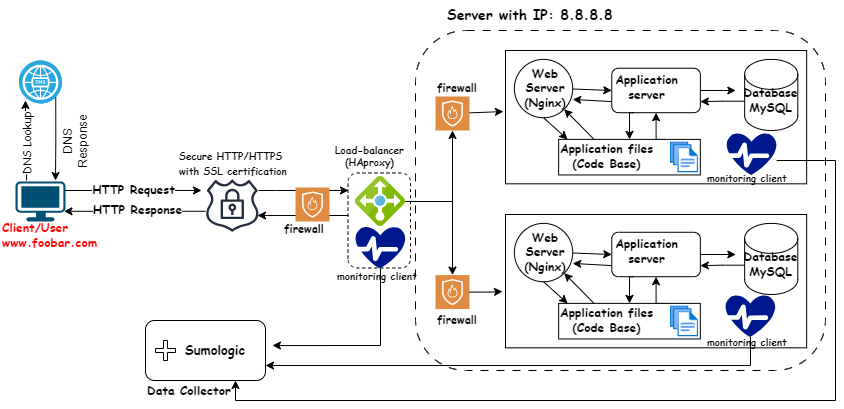 Server with IP: 8.8.8.8
DNS
DNS Lookup
DNS
Response
Client/User
www.foobar.com
HTTP Request
HTTP Response
Secure HTTP/HTTPS
with SSL certification
firewall
Load-balancer
(HAproxy)
monitoring client
firewall
Web
Server
(Nginx)
Application
server
Database
MySQL
Application files
(Code Base)
monitoring client
firewall
Web
Server
(Nginx)
Application
server
Database
MySQL
Application files
(Code Base)
monitoring client
Sumologic
Data Collector